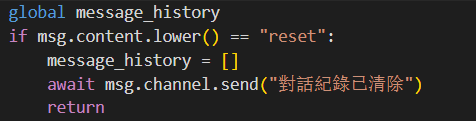 global message_history
if msg.content.lower() == "reset":
    message_history = []
    await msg.channel.send("對話紀錄已清除")
    return